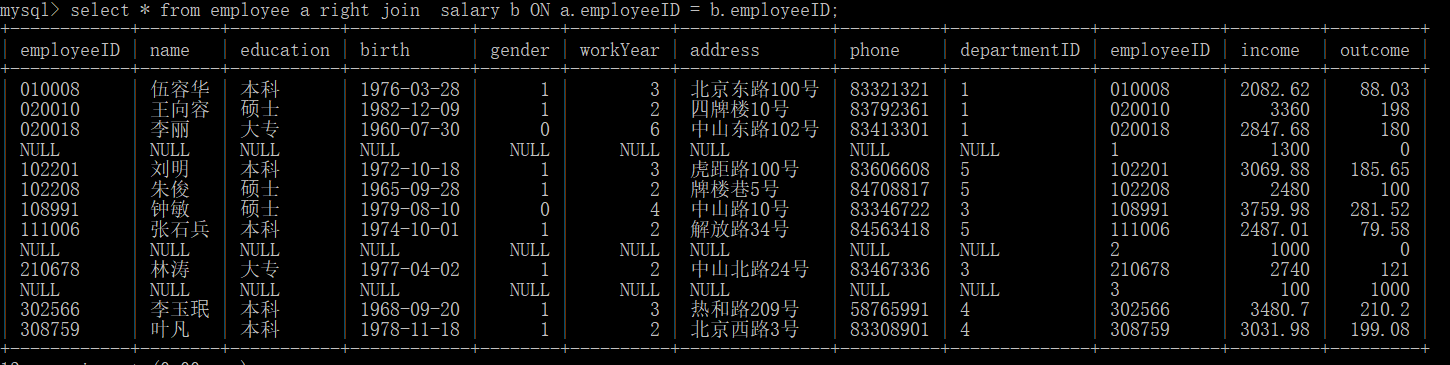 mysql> select * from employee a right join  salary b ON a.employeeID = b.employeeID;
employeeID | name | education | birth | gender | workYear | address | phone | departmentID | employeeID | income | outcome
010008 | 伍容华 | 本科 | 1976-03-28 | 1 | 3 | 北京东路100号 | 83321321 | 1 | 010008 | 2082.62 | 88.03
020010 | 王向容 | 硕士 | 1982-12-09 | 1 | 2 | 四牌楼10号 | 83792361 | 1 | 020010 | 3360 | 198
020018 | 李丽 | 大专 | 1960-07-30 | 0 | 6 | 中山东路102号 | 83413301 | 1 | 020018 | 2847.68 | 180
NULL | NULL | NULL | NULL | NULL | NULL | NULL | NULL | NULL | 1 | 1300 | 0
102201 | 刘明 | 本科 | 1972-10-18 | 1 | 3 | 虎距路100号 | 83606608 | 5 | 102201 | 3069.88 | 185.65
102208 | 朱俊 | 硕士 | 1965-09-28 | 1 | 2 | 牌楼巷5号 | 84708817 | 5 | 102208 | 2480 | 100
108991 | 钟敏 | 硕士 | 1979-08-10 | 0 | 4 | 中山路10号 | 83346722 | 3 | 108991 | 3759.98 | 281.52
111006 | 张石兵 | 本科 | 1974-10-01 | 1 | 2 | 解放路34号 | 84563418 | 5 | 111006 | 2487.01 | 79.58
NULL | NULL | NULL | NULL | NULL | NULL | NULL | NULL | NULL | 2 | 1000 | 0
210678 | 林涛 | 大专 | 1977-04-02 | 1 | 2 | 中山北路24号 | 83467336 | 3 | 210678 | 2740 | 121
NULL | NULL | NULL | NULL | NULL | NULL | NULL | NULL | NULL | 3 | 100 | 1000
302566 | 李玉珉 | 本科 | 1968-09-20 | 1 | 3 | 热和路209号 | 58765991 | 4 | 302566 | 3480.7 | 210.2
308759 | 叶凡 | 本科 | 1978-11-18 | 1 | 2 | 北京西路3号 | 83308901 | 4 | 308759 | 3031.98 | 199.08